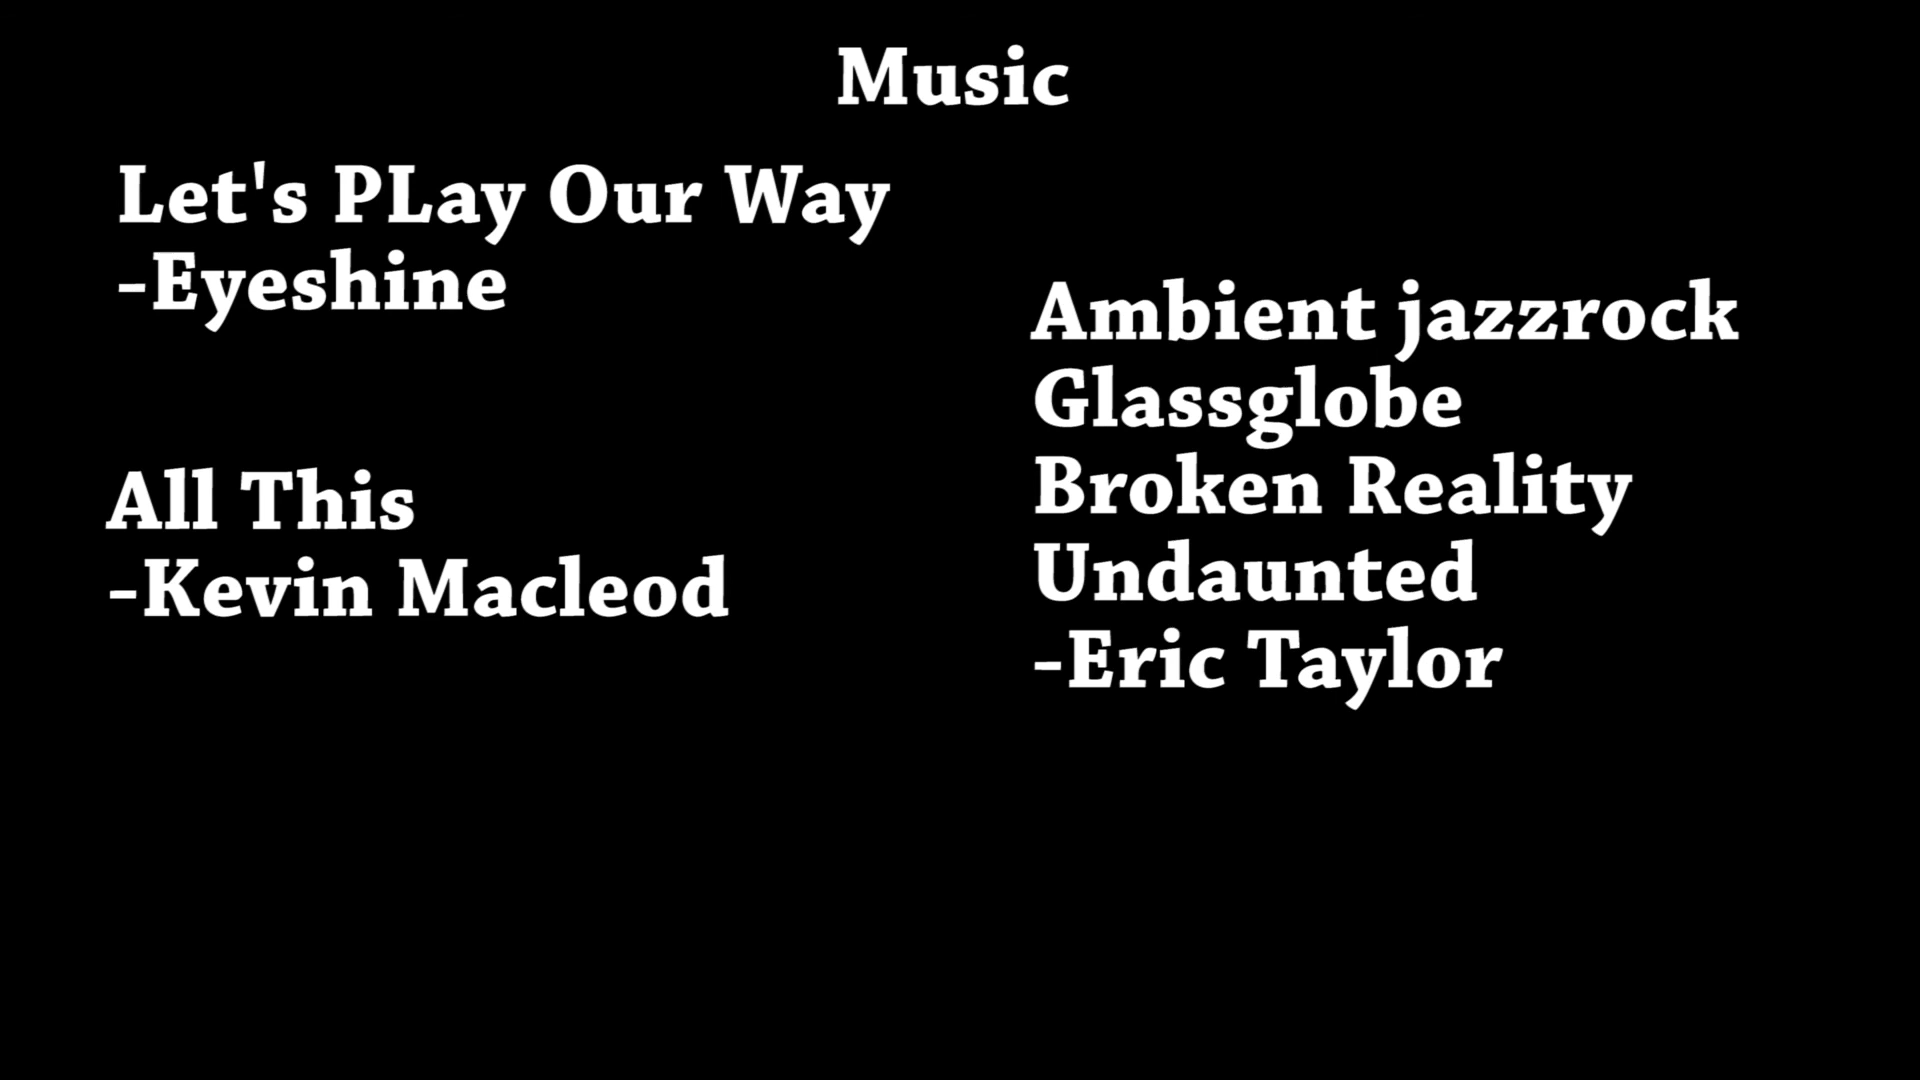 Music
Let's PLay Our Way
-Eyeshine
All This
-Kevin Macleod
Ambient jazzrock
Glassglobe
Broken Reality
Undaunted
-Eric Taylor